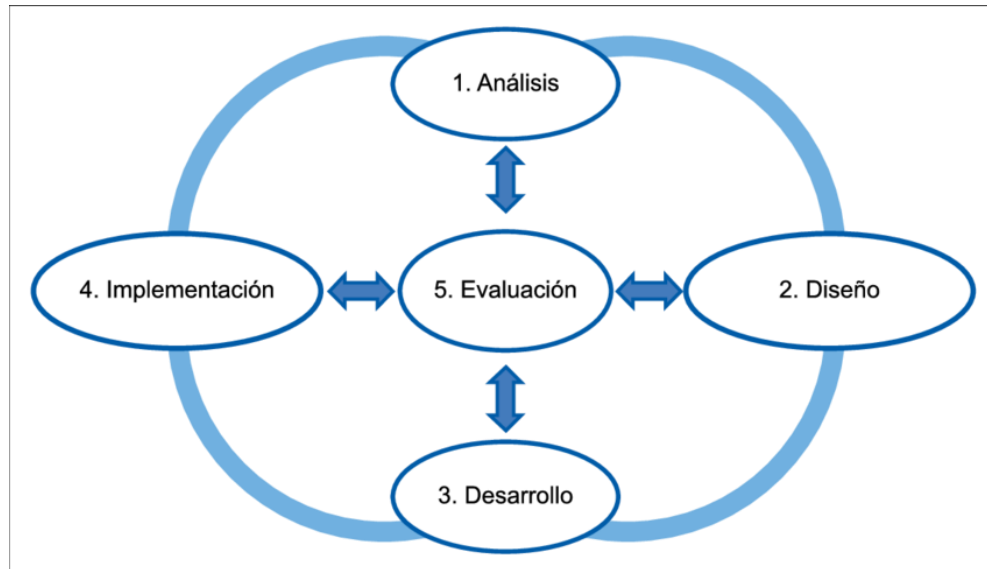 1. Análisis
4. Implementación
5. Evaluación
2. Diseño
3. Desarrollo